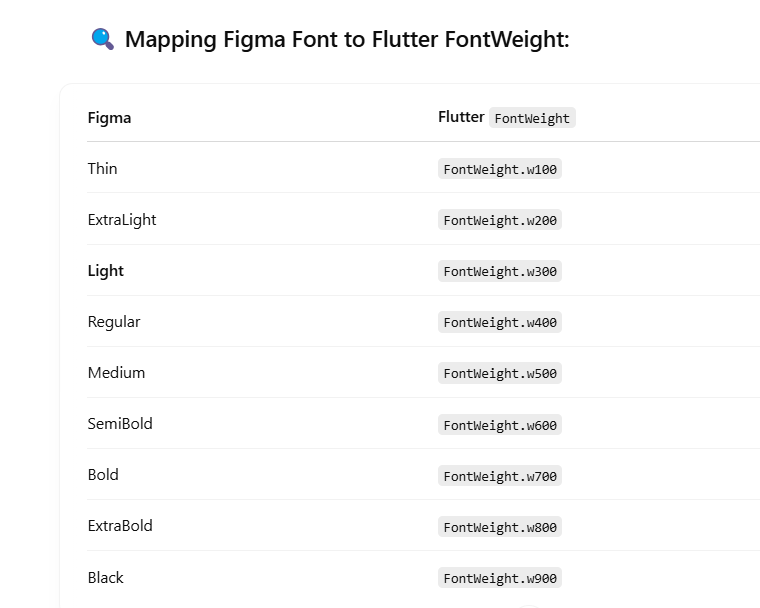 Mapping Figma Font to Flutter FontWeight:
Figma Flutter FontWeight
Thin FontWeight.w100
ExtraLight FontWeight.w200
Light FontWeight.w300
Regular FontWeight.w400
Medium FontWeight.w500
SemiBold FontWeight.w600
Bold FontWeight.w700
ExtraBold FontWeight.w800
Black FontWeight.w900